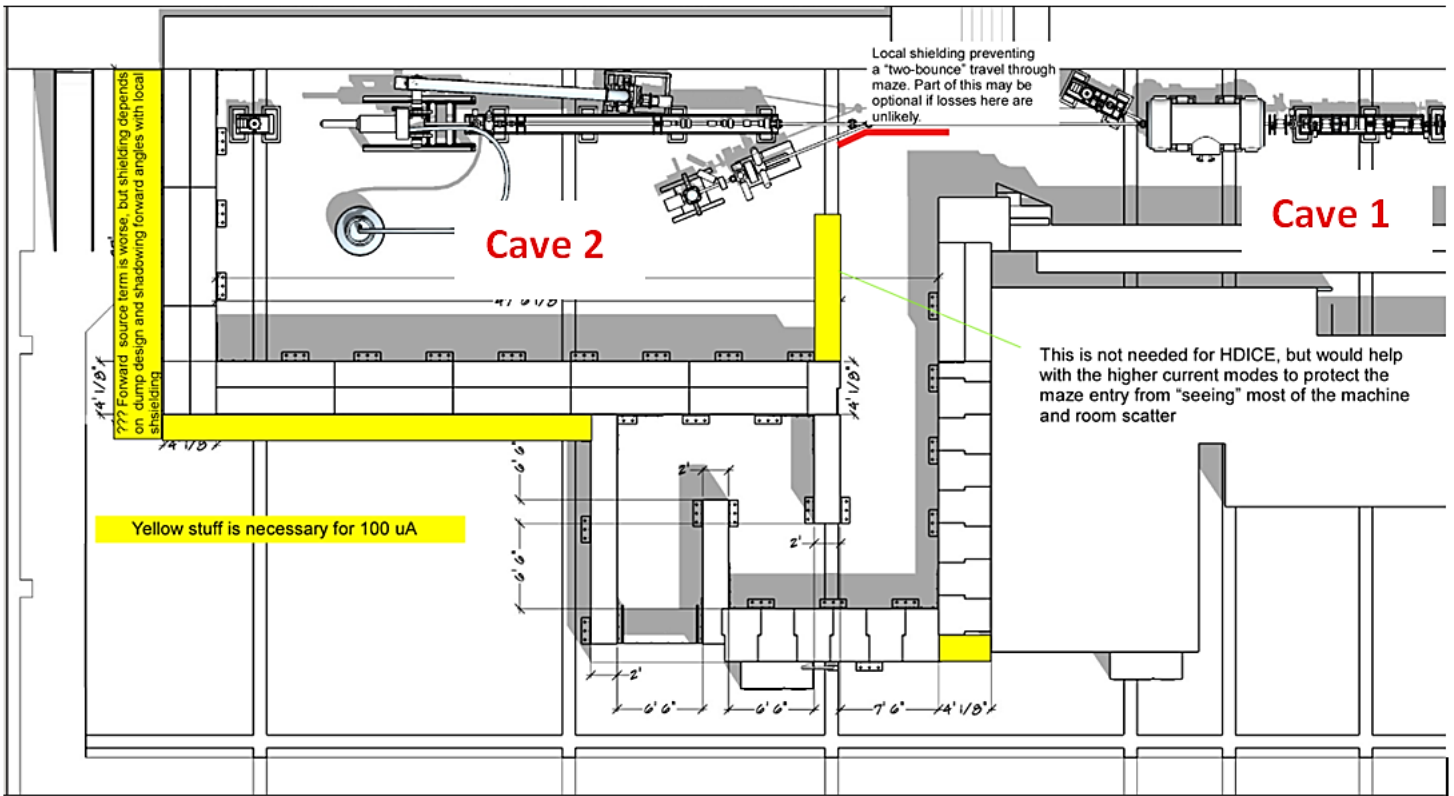 Local shielding preventing
a "two-bounce" travel through
maze. Part of this may be
optional if losses here are
unlikely.
??? Forward source term is worse, but shielding depends
on dump design and shadowing forward angles with local
shsielding
Cave 2
Cave 1
This is not needed for HDICE, but would help
with the higher current modes to protect the
maze entry from “seeing” most of the machine
and room scatter
4' 1/8"
4' 1/8"
4' 1/8"
6' 6"
2'
Yellow stuff is necessary for 100 uA
2'
6' 6"
2'
6' 6"
6' 6"
7' 6"
4' 1/8"